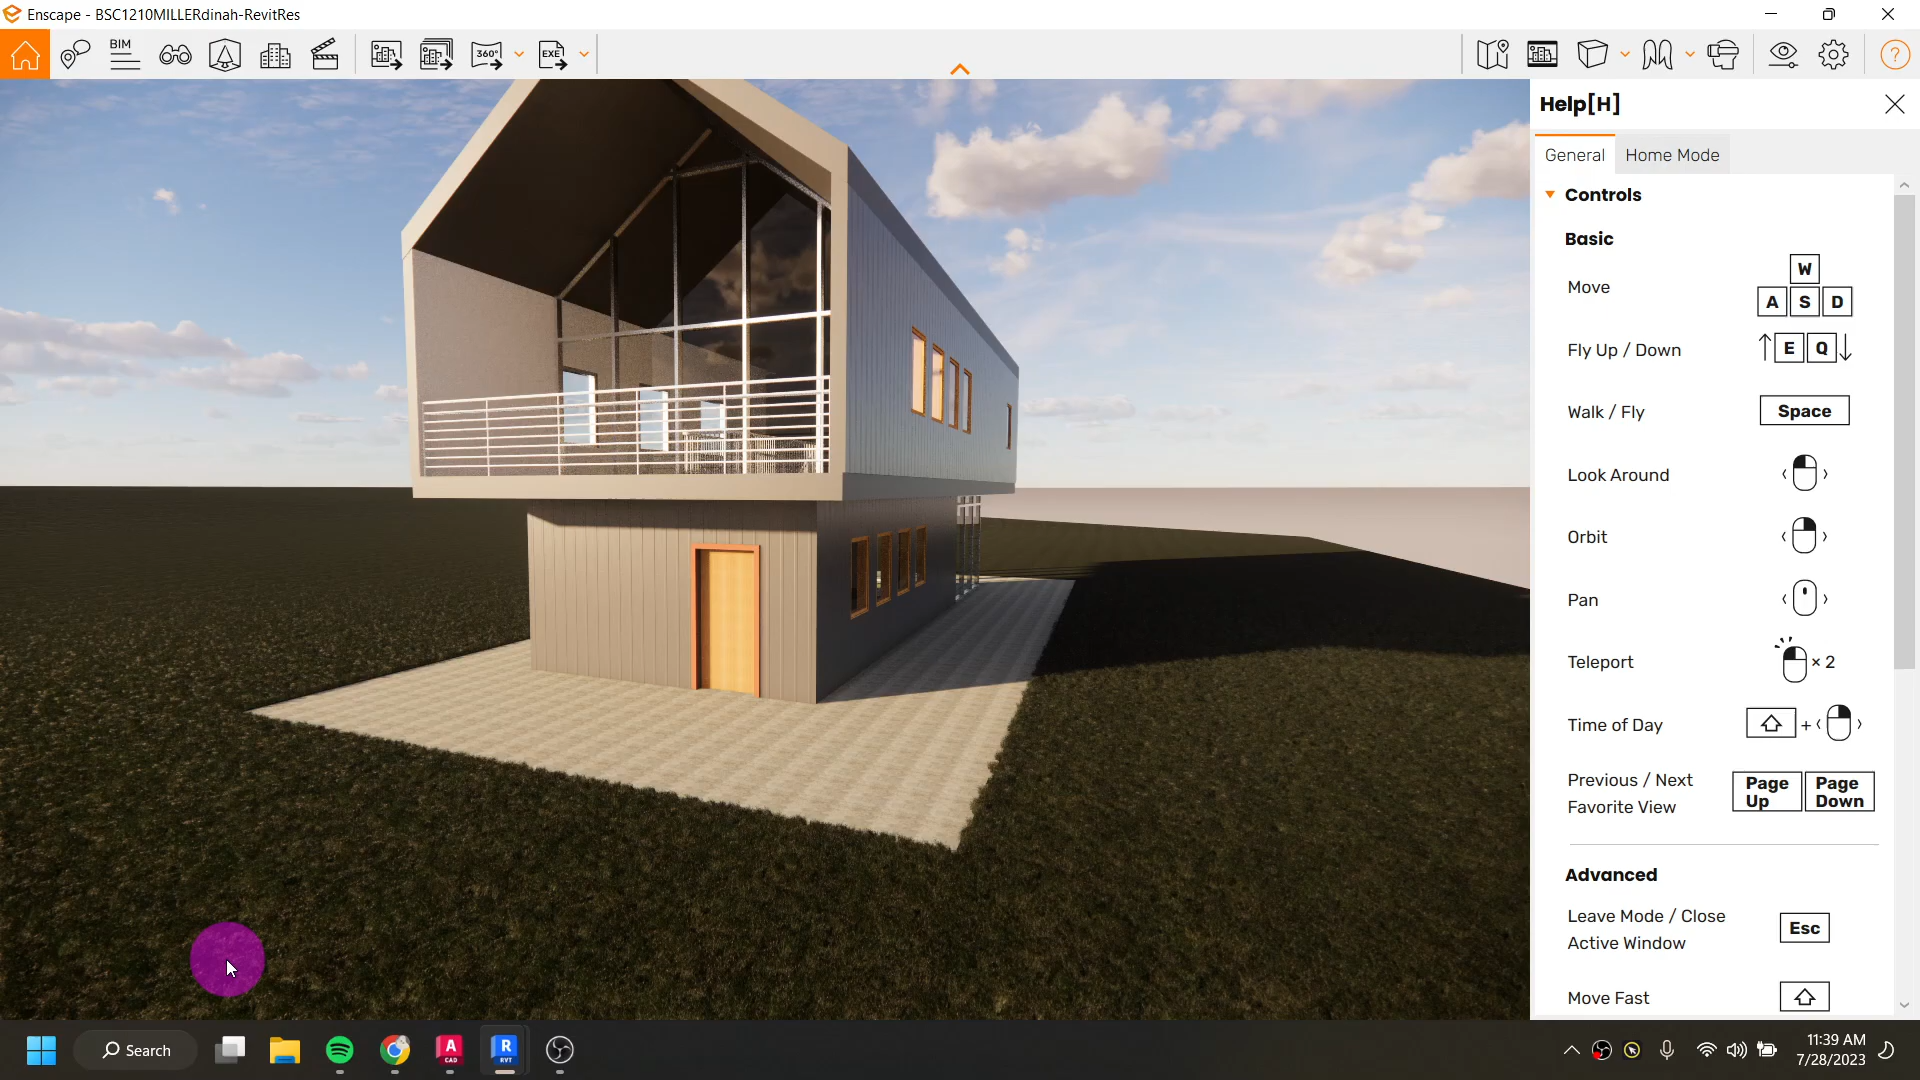 Enscape - BSC1210MILLERdinah-RevitRes
BIM
360°
EXE
?
Help[H]
General
Home Mode
Controls
Basic
Move
W
A S D
Fly Up / Down
E Q
Walk / Fly
Space
Look Around
Orbit
Pan
Teleport
× 2
Time of Day
+
Previous / Next
Favorite View
Page
Up
Page
Down
Advanced
Leave Mode / Close
Active Window
Esc
Move Fast
Search
A
CAD
R
RVT
11:39 AM
7/28/2023